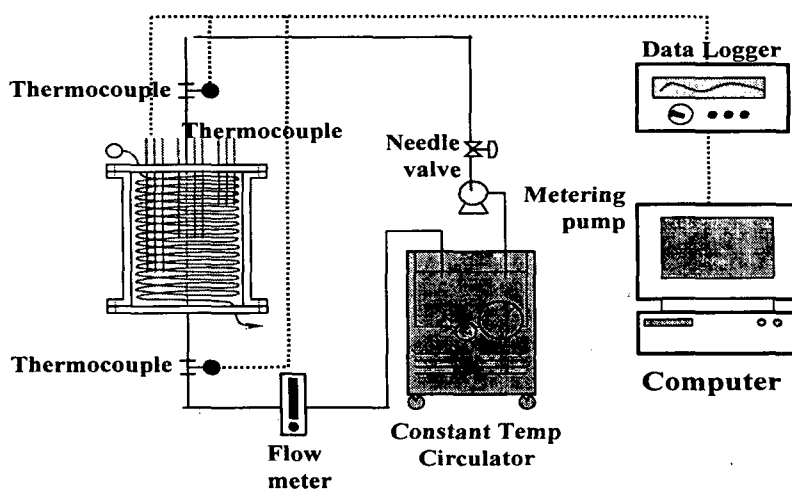 Data Logger
Thermocouple
Thermocouple
Needle
valve
Metering
pump
Thermocouple
Computer
Flow
meter
Constant Temp
Circulator